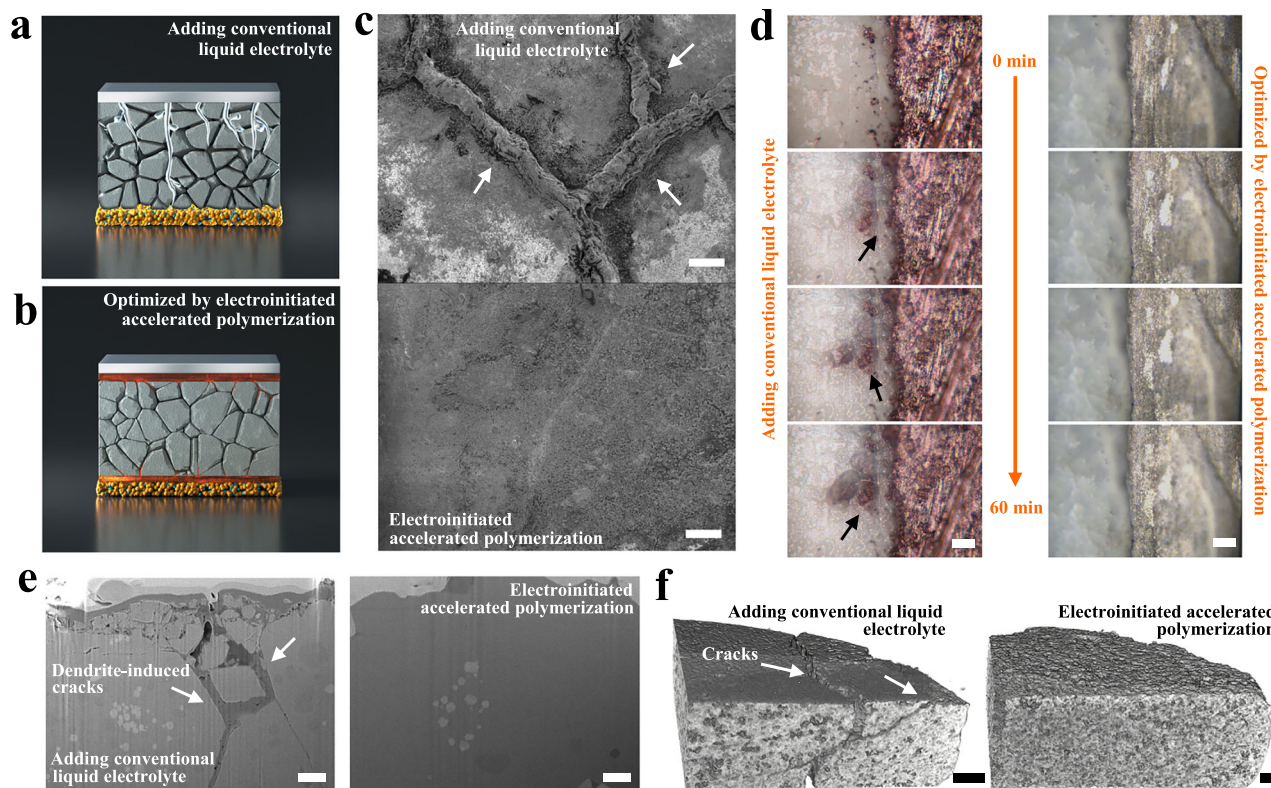 a
Adding conventional
liquid electrolyte
b
Optimized by electroinitiated
accelerated polymerization
c
Adding conventional
liquid electrolyte
Electroinitiated
accelerated polymerization
d
Adding conventional liquid electrolyte
0 min
60 min
Optimized by electroinitiated accelerated polymerization
e
Dendrite-induced
cracks
Adding conventional
liquid electrolyte
Electroinitiated
accelerated polymerization
f
Adding conventional liquid
electrolyte
Cracks
Electroinitiated accelerated
polymerization